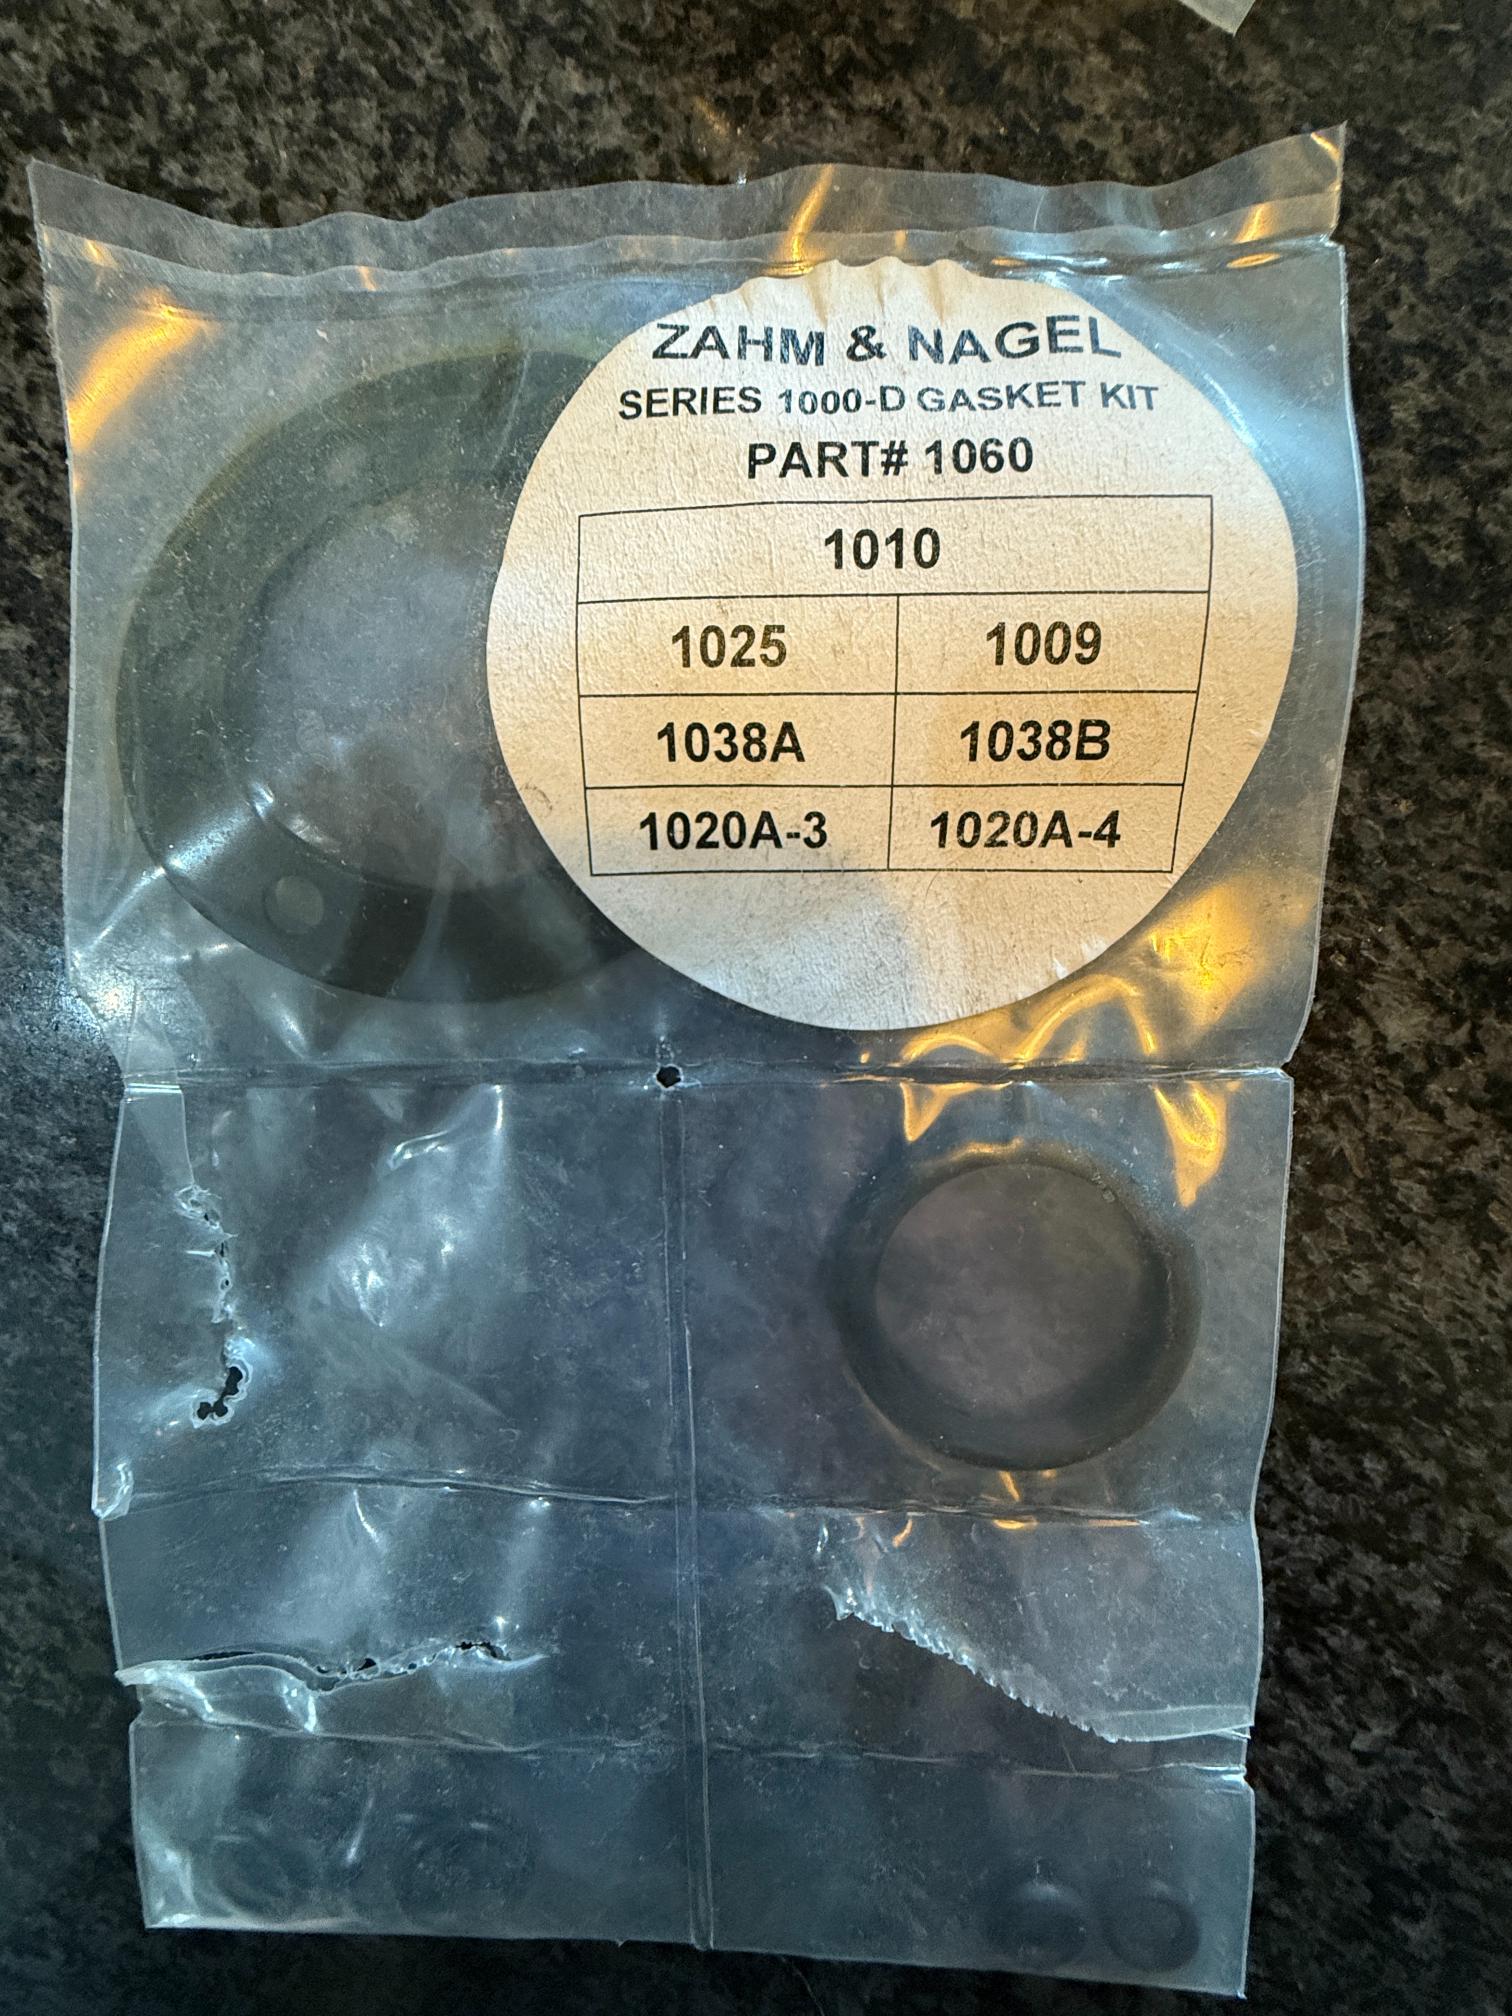 ZAHM & NAGEL
SERIES 1000-D GASKET KIT
PART# 1060
1010
1025 1009
1038A 1038B
1020A-3 1020A-4